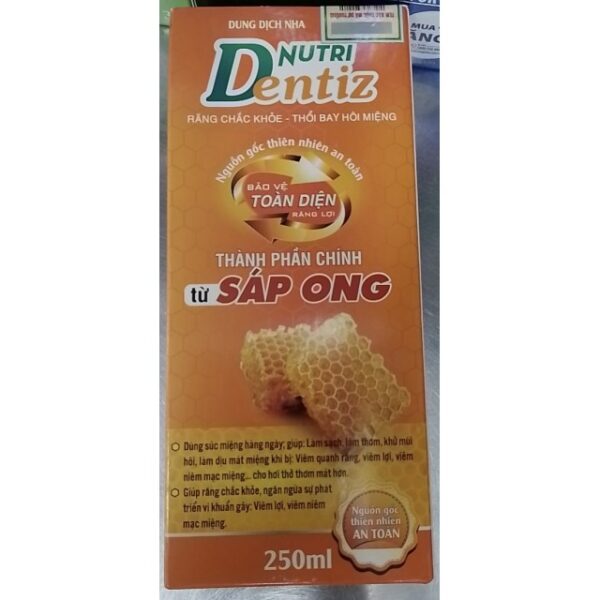 DUNG DỊCH NHA
NUTRI
Dentiz
RĂNG CHẮC KHỎE - THỔI BAY HÔI MIỆNG
Nguồn gốc thiên nhiên an toàn
BẢO VỆ
TOÀN DIỆN
RĂNG LỢI
THÀNH PHẦN CHÍNH
từ SÁP ONG
Dùng súc miệng hàng ngày; giúp: Làm sạch, làm thơm, khử mùi
hôi, làm dịu mát miệng khi bị: Viêm quanh răng, viêm lợi, viêm
niêm mạc miệng... cho hơi thở thơm mát hơn.
Giúp răng chắc khỏe, ngăn ngừa sự phát
triển vi khuẩn gây: Viêm lợi, viêm niêm
mạc miệng.
Nguồn gốc
thiên nhiên
AN TOÀN
250ml
MUA